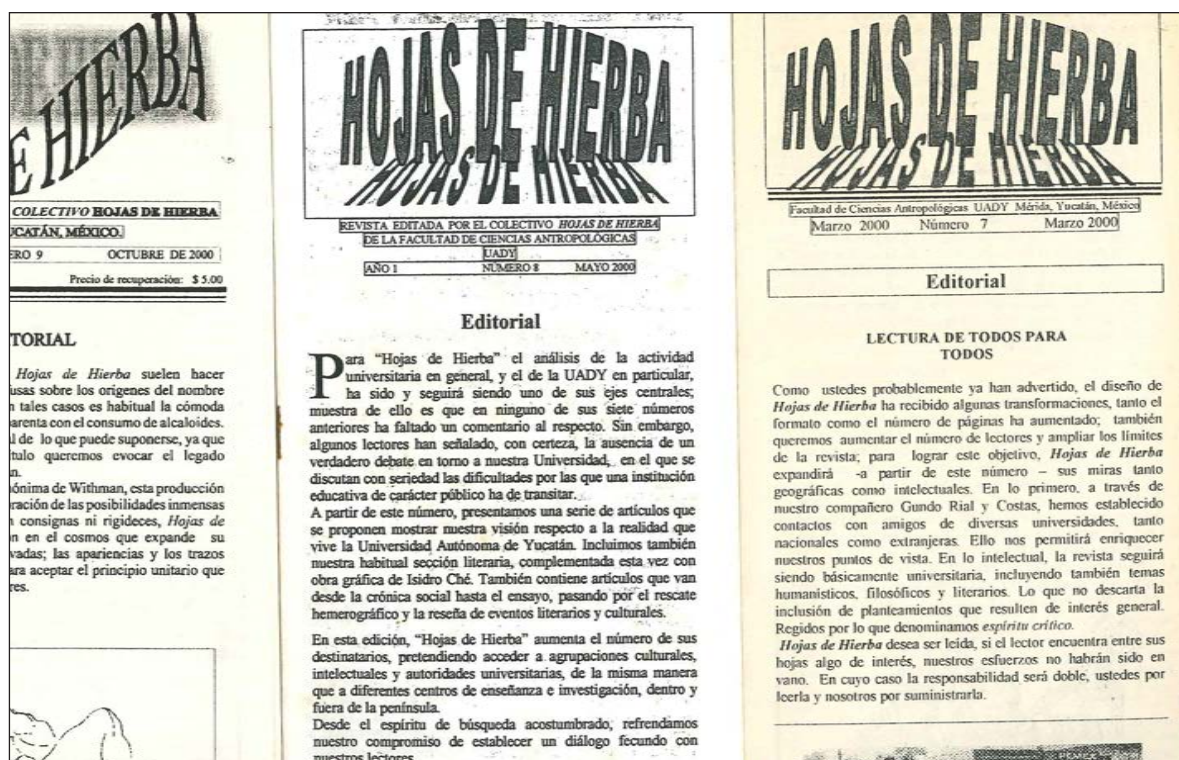 E HIERBA
COLECTIVO HOJAS DE HIERBA
UCATÁN, MÉXICO.
ERO 9 OCTUBRE DE 2000
Precio de recuperación: $ 5.00
TORIAL
Hojas de Hierba suelen hacer
usas sobre los orígenes del nombre
n tales casos es habitual la cómoda
parenta con el consumo de alcaloides.
l de lo que puede suponerse, ya que
tulo queremos evocar el legado
n.
ónima de Withman, esta producción
ración de las posibilidades inmensas
n consignas ni rigideces, Hojas de
n en el cosmos que expande su
vadas; las apariencias y los trazos
ara aceptar el principio unitario que
res.
HOJAS DE HIERBA
HOJAS DE HIERBA
REVISTA EDITADA POR EL COLECTIVO HOJAS DE HIERBA
DE LA FACULTAD DE CIENCIAS ANTROPOLÓGICAS
UADY
AÑO 1 NÚMERO 8 MAYO 2000
Editorial
Para “Hojas de Hierba” el análisis de la actividad
universitaria en general, y el de la UADY en particular,
ha sido y seguirá siendo uno de sus ejes centrales;
muestra de ello es que en ninguno de sus siete números
anteriores ha faltado un comentario al respecto. Sin embargo,
algunos lectores han señalado, con certeza, la ausencia de un
verdadero debate en torno a nuestra Universidad, en el que se
discutan con seriedad las dificultades por las que una institución
educativa de carácter público ha de transitar.
A partir de este número, presentamos una serie de artículos que
se proponen mostrar nuestra visión respecto a la realidad que
vive la Universidad Autónoma de Yucatán. Incluimos también
nuestra habitual sección literaria, complementada esta vez con
obra gráfica de Isidro Ché. También contiene artículos que van
desde la crónica social hasta el ensayo, pasando por el rescate
hemerográfico y la reseña de eventos literarios y culturales.
En esta edición, “Hojas de Hierba” aumenta el número de sus
destinatarios, pretendiendo acceder a agrupaciones culturales,
intelectuales y autoridades universitarias, de la misma manera
que a diferentes centros de enseñanza e investigación, dentro y
fuera de la península.
Desde el espíritu de búsqueda acostumbrado, refrendamos
nuestro compromiso de establecer un diálogo fecundo con
nuestros lectores
HOJAS DE HIERBA
HOJAS DE HIERBA
Facultad de Ciencias Antropológicas UADY Mérida, Yucatán, México
Marzo 2000 Número 7 Marzo 2000
Editorial
LECTURA DE TODOS PARA
TODOS
Como ustedes probablemente ya han advertido, el diseño de
Hojas de Hierba ha recibido algunas transformaciones, tanto el
formato como el número de páginas ha aumentado; también
queremos aumentar el número de lectores y ampliar los límites
de la revista; para lograr este objetivo, Hojas de Hierba
expandirá -a partir de este número – sus miras tanto
geográficas como intelectuales. En lo primero, a través de
nuestro compañero Gundo Rial y Costas, hemos establecido
contactos con amigos de diversas universidades, tanto
nacionales como extranjeras. Ello nos permitirá enriquecer
nuestros puntos de vista. En lo intelectual, la revista seguirá
siendo básicamente universitaria, incluyendo también temas
humanísticos, filosóficos y literarios. Lo que no descarta la
inclusión de planteamientos que resulten de interés general.
Regidos por lo que denominamos espíritu crítico.
Hojas de Hierba desea ser leída, si el lector encuentra entre sus
hojas algo de interés, nuestros esfuerzos no habrán sido en
vano. En cuyo caso la responsabilidad será doble, ustedes por
leerla y nosotros por suministrarla.